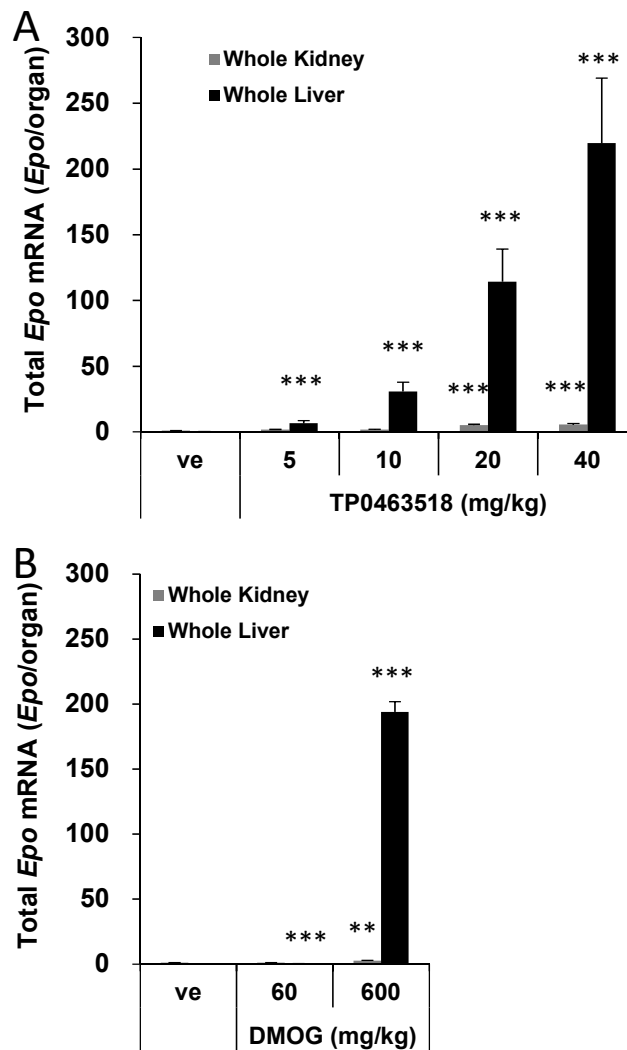 A
Total Epo mRNA (Epo/organ)
300
250
200
150
100
50
0
Whole Kidney
Whole Liver
***
***
***
***
***
***
ve
5
10
20
40
TP0463518 (mg/kg)
B
Total Epo mRNA (Epo/organ)
300
250
200
150
100
50
0
Whole Kidney
Whole Liver
***
***
**
ve
60
600
DMOG (mg/kg)